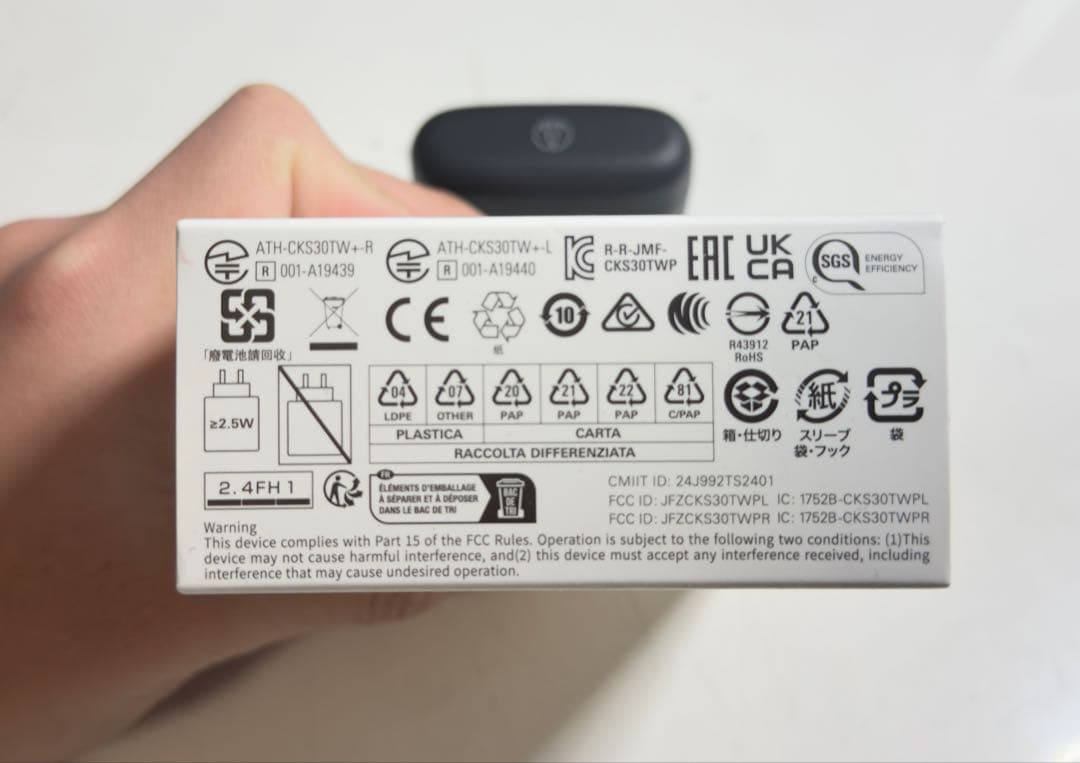 ATH-CKS30TW+-R
R 001-A19439
ATH-CKS30TW+-L
R 001-A19440
R-R-JMF-
CKS30TWP
EAC
UK
CA
SGS
ENERGY
EFFICIENCY
c
「廢電池請回收」
CE
紙
10
R43912
RoHS
21
PAP
≥2.5W
04
LDPE
07
OTHER
20
PAP
21
PAP
22
PAP
81
C/PAP
PLASTICA
CARTA
RACCOLTA DIFFERENZIATA
箱・仕切り
紙
スリーブ
袋・フック
プラ
袋
2.4FH1
FR
ÉLÉMENTS D'EMBALLAGE
À SÉPARER ET À DÉPOSER
DANS LE BAC DE TRI
BAC
DE
TRI
CMIIT ID: 24J992TS2401
FCC ID: JFZCKS30TWPL IC: 1752B-CKS30TWPL
FCC ID: JFZCKS30TWPR IC: 1752B-CKS30TWPR
Warning
This device complies with Part 15 of the FCC Rules. Operation is subject to the following two conditions: (1)This
device may not cause harmful interference, and(2) this device must accept any interference received, including
interference that may cause undesired operation.